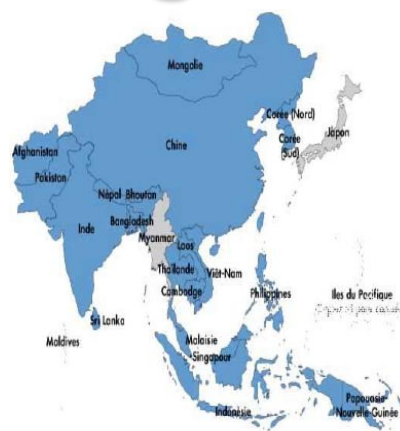 Mongolie
Corée (Nord)
Corée
(Sud)
Japon
Chine
Afghanistan
Pakistan
Népal
Bhoutan
Inde
Bangladesh
Myanmar
Laos
Thaïlande
Viêt-Nam
Cambodge
Philippines
Iles du Pacifique
Sri Lanka
Maldives
Malaisie
Singapour
Indonésie
Papouasie-
Nouvelle-Guinée